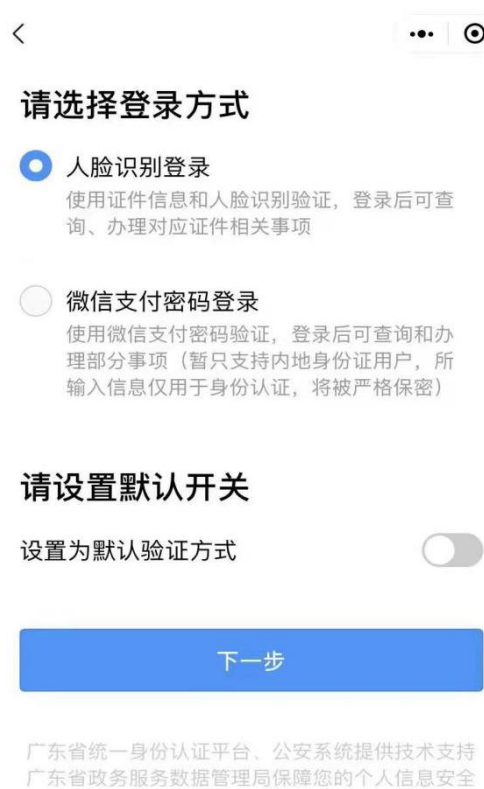 请选择登录方式
人脸识别登录
使用证件信息和人脸识别验证，登录后可查
询、办理对应证件相关事项
微信支付密码登录
使用微信支付密码验证，登录后可查询和办
理部分事项（暂只支持内地身份证用户，所
输入信息仅用于身份认证，将被严格保密）
请设置默认开关
设置为默认验证方式
下一步
广东省统一身份认证平台、公安系统提供技术支持
广东省政务服务数据管理局保障您的个人信息安全